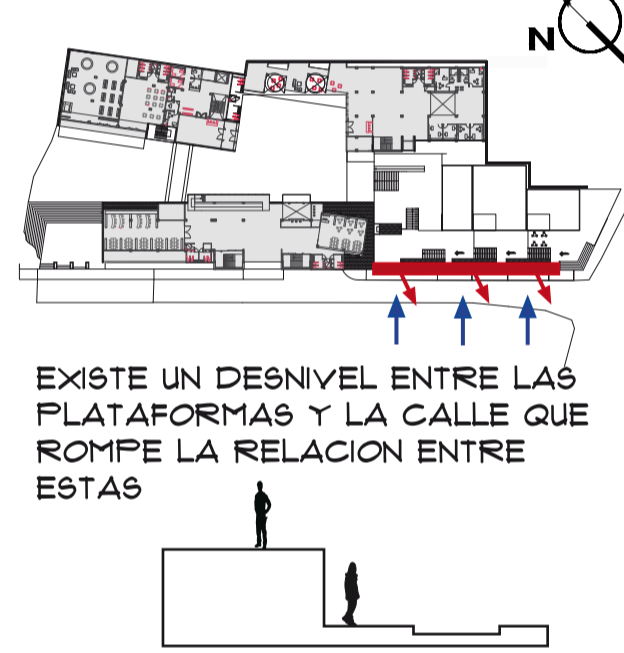 N
EXISTE UN DESNIVEL ENTRE LAS
PLATAFORMAS Y LA CALLE QUE
ROMPE LA RELACION ENTRE
ESTAS